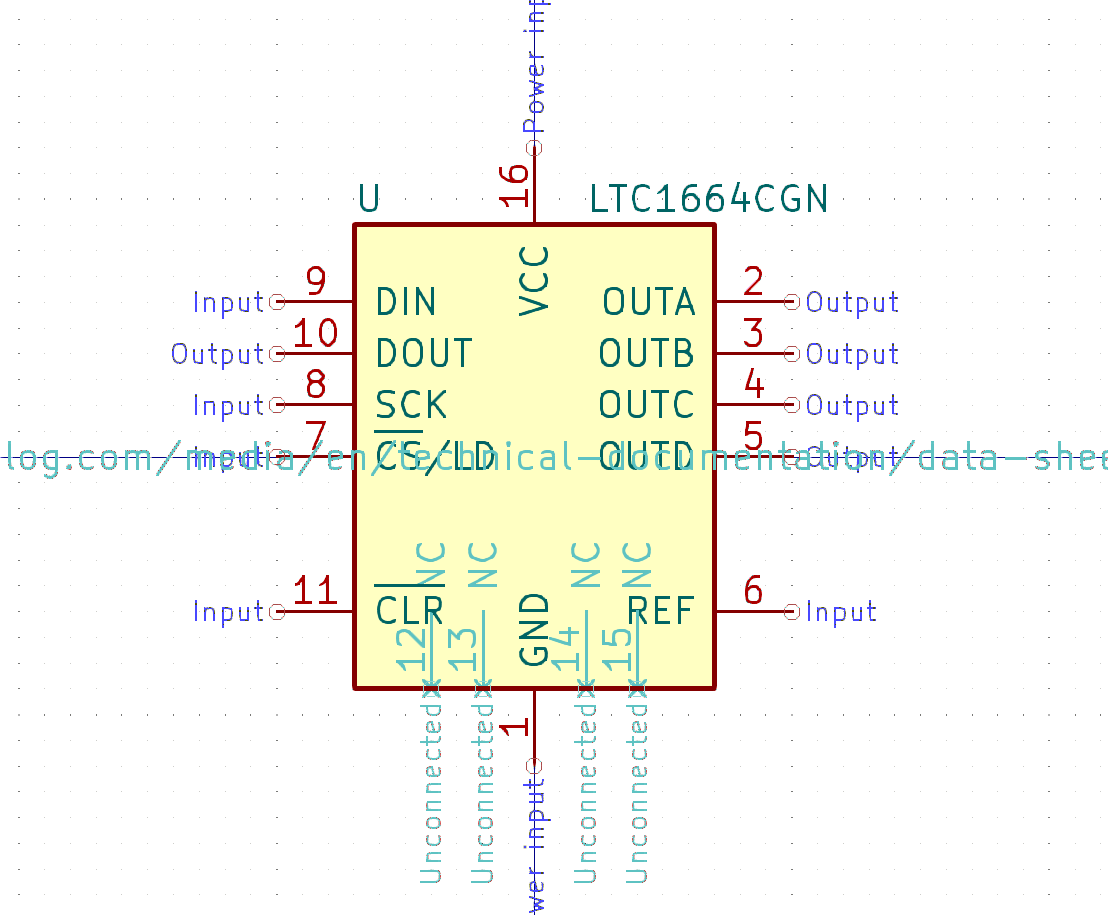 Power inp
16
U LTC1664CGN
VCC
Input 9 DIN OUTA 2 Output
Output 10 DOUT OUTB 3 Output
Input 8 SCK OUTC 4 Output
Input 7 CS/LD OUTD 5 Output
log.com/media/en/technical-documentation/data-shee
NC NC NC NC
Input 11 CLR GND REF 6 Input
12 13 14 15
1
Unconnected Unconnected Unconnected Unconnected
wer input